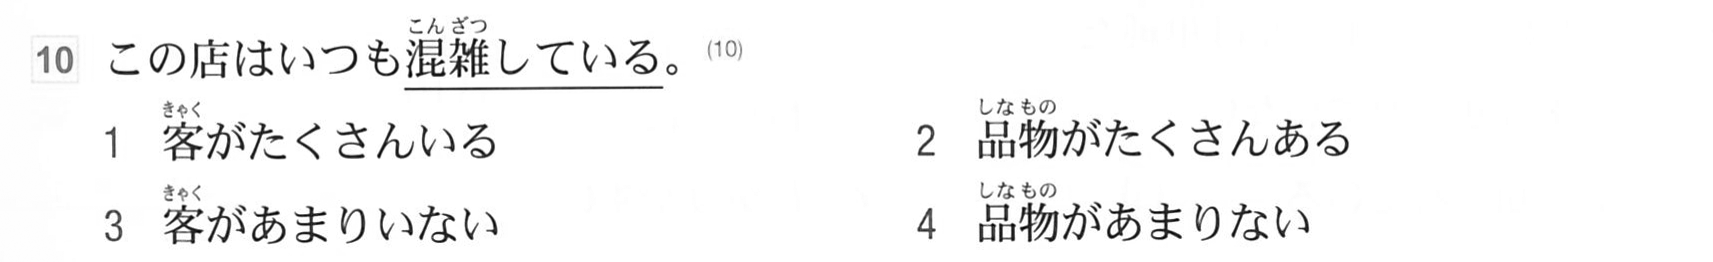 10 この店はいつも混雑している。(10)
こんざつ
1 客がたくさんいる 2 品物がたくさんある
きゃく しなもの
3 客があまりいない 4 品物があまりない
きゃく しなもの